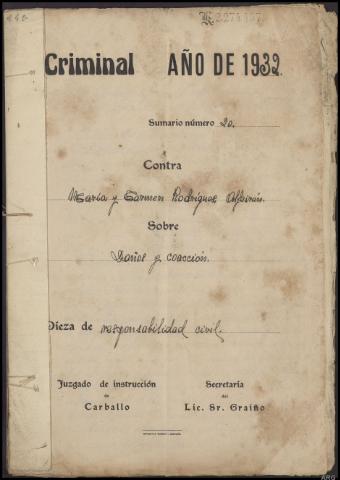 Criminal AÑO DE 1932.
Sumario número 20.
Contra
María y Carmen Rodríguez
Sobre
Daños y coacción.
Pieza de responsabilidad civil.
Juzgado de instrucción
de
Carballo
Secretaría
del
Lic. Sr. Graiño
ARG